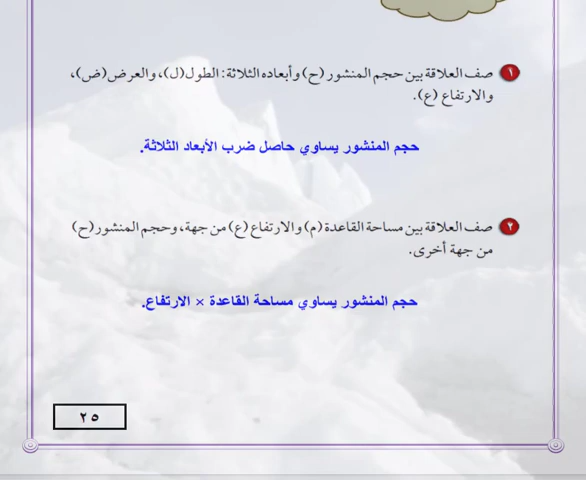 ١ صف العلاقة بين حجم المنشور (ح) وأبعاده الثلاثة: الطول (ل)، والعرض (ض)،
والارتفاع (ع).
حجم المنشور يساوي حاصل ضرب الأبعاد الثلاثة.
٢ صف العلاقة بين مساحة القاعدة (م) والارتفاع (ع) من جهة، وحجم المنشور (ح)
من جهة أخرى.
حجم المنشور يساوي مساحة القاعدة × الارتفاع.
٢٥